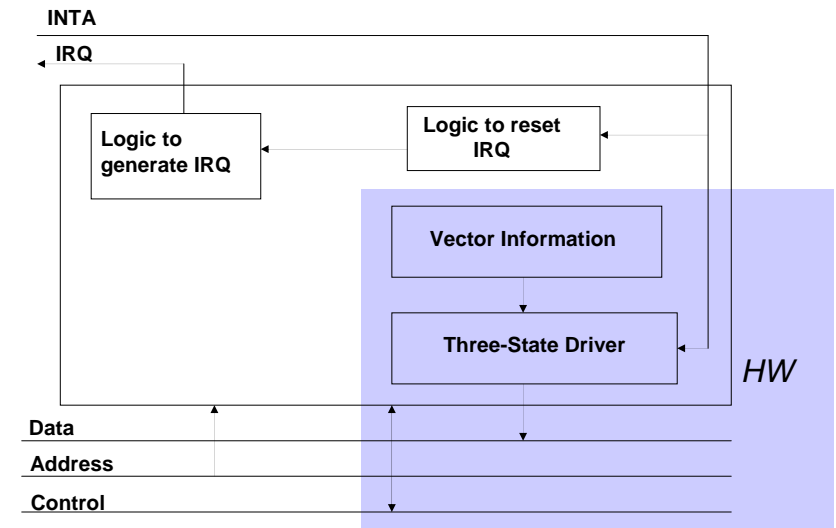 INTA
IRQ
Logic to
generate IRQ
Logic to reset
IRQ
Vector Information
Three-State Driver
HW
Data
Address
Control